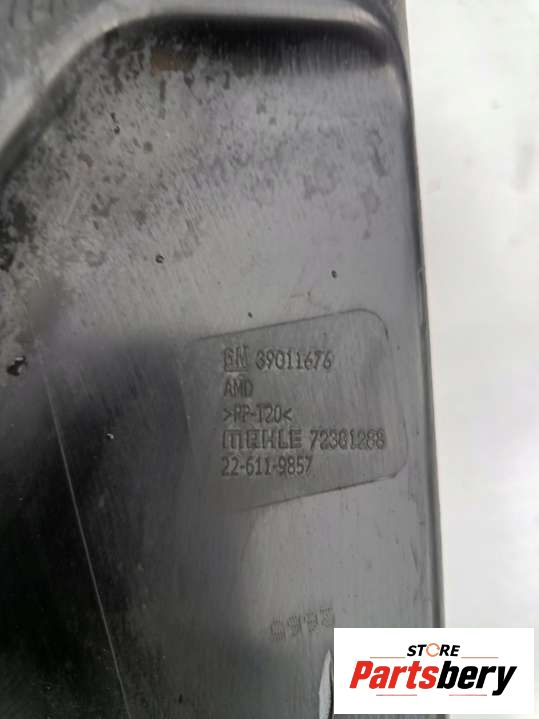 GM 39011676
AMD
>PP-T20<
MAHLE 72381288
22-611-9857
STORE
Partsbery